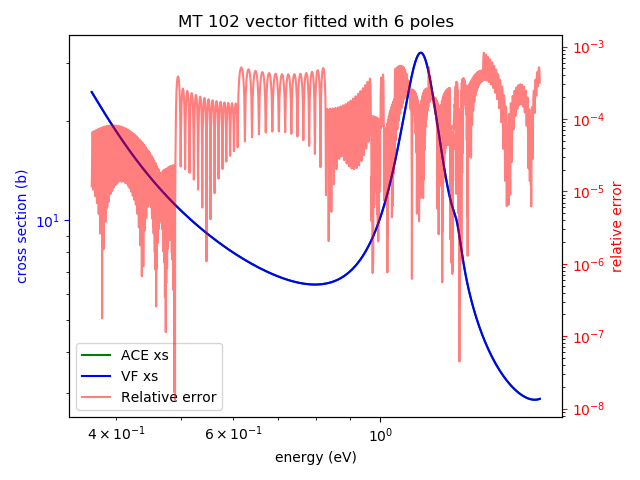 MT 102 vector fitted with 6 poles
cross section (b)
10¹
10⁻³
10⁻⁴
10⁻⁵
10⁻⁶
10⁻⁷
10⁻⁸
relative error
ACE xs
VF xs
Relative error
4 × 10⁻¹ 6 × 10⁻¹ 10⁰
energy (eV)